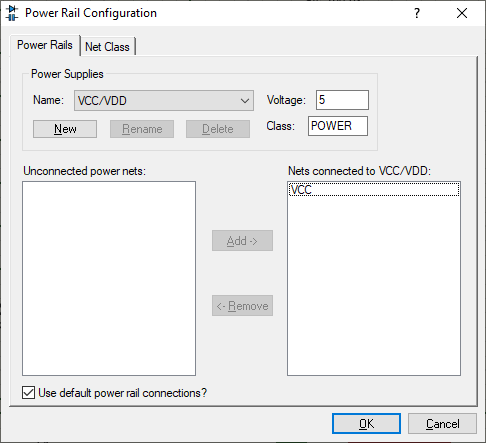 Power Rail Configuration
?
Power Rails
Net Class
Power Supplies
Name:
VCC/VDD
Voltage:
5
New
Rename
Delete
Class:
POWER
Unconnected power nets:
Nets connected to VCC/VDD:
VCC
Add ->
<- Remove
Use default power rail connections?
OK
Cancel